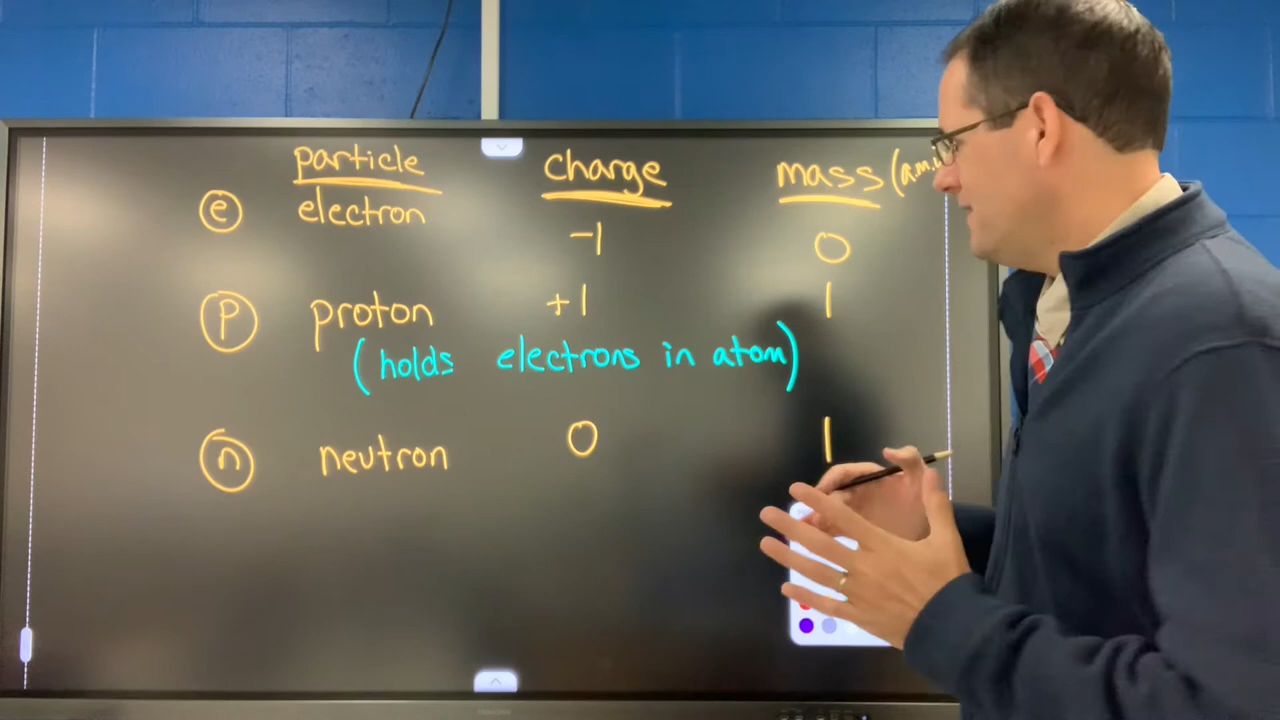 particle charge mass (a.m.
e electron -1 0
p proton +1 1
(holds electrons in atom)
n neutron 0 1